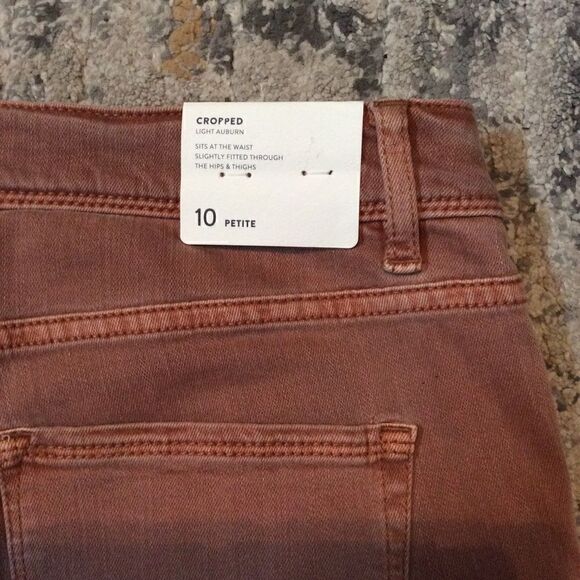 CROPPED
LIGHT AUBURN
SITS AT THE WAIST
SLIGHTLY FITTED THROUGH
THE HIPS & THIGHS
10 PETITE